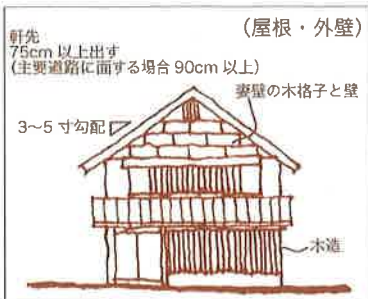 (屋根・外壁)
軒先
75cm 以上出す
(主要道路に面する場合 90cm 以上)
妻壁の木格子と壁
3~5 寸勾配
木造